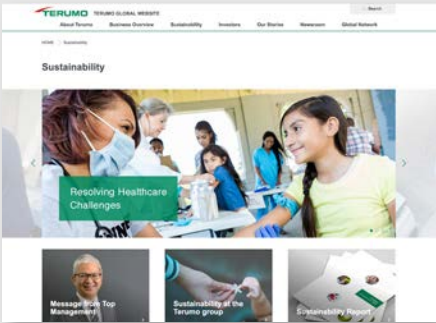 TERUMO TERUMO GLOBAL WEBSITE
Search
About Terumo Business Overview Sustainability Investors Our Stories Newsroom Global Network
HOME Sustainability
Sustainability
Resolving Healthcare
Challenges
Message from Top
Management
Sustainability at the
Terumo group
Sustainability Report